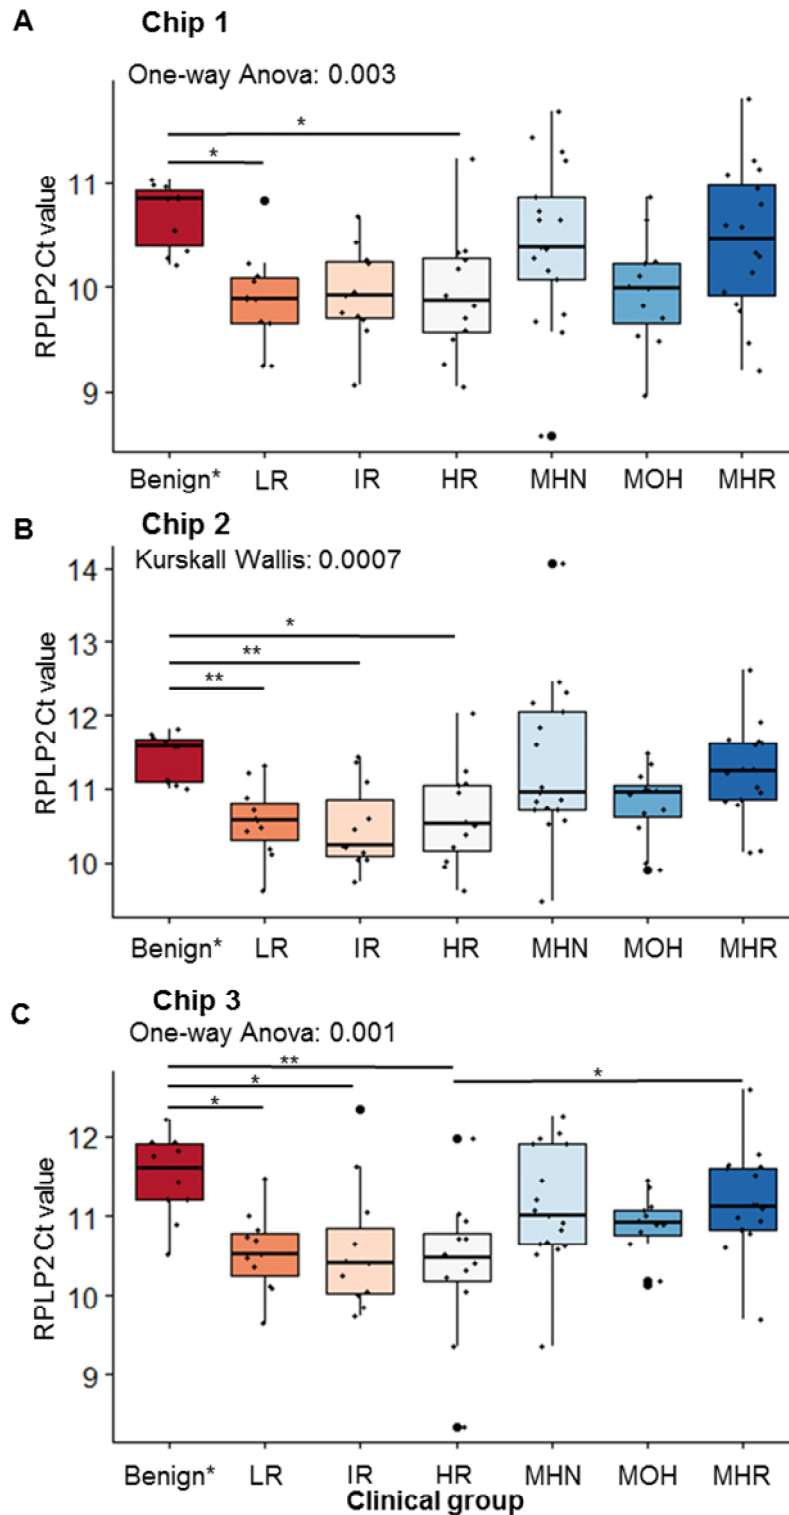 A Chip 1
One-way Anova: 0.003
*
*
11
10
9
RPLP2 Ct value
Benign* LR IR HR MHN MOH MHR
B Chip 2
Kurskall Wallis: 0.0007
*
**
**
14
13
12
11
10
RPLP2 Ct value
Benign* LR IR HR MHN MOH MHR
C Chip 3
One-way Anova: 0.001
**
*
*
*
12
11
10
9
RPLP2 Ct value
Benign* LR IR HR MHN MOH MHR
Clinical group